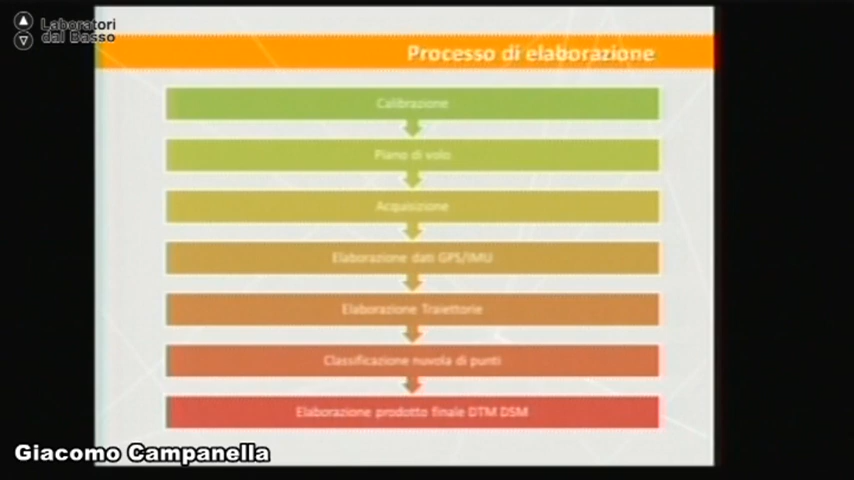 Laboratori
dal Basso
Processo di elaborazione
Calibrazione
Piano di volo
Acquisizione
Elaborazione dati GPS/IMU
Elaborazione Traiettorie
Classificazione nuvola di punti
Elaborazione prodotto finale DTM DSM
Giacomo Campanella